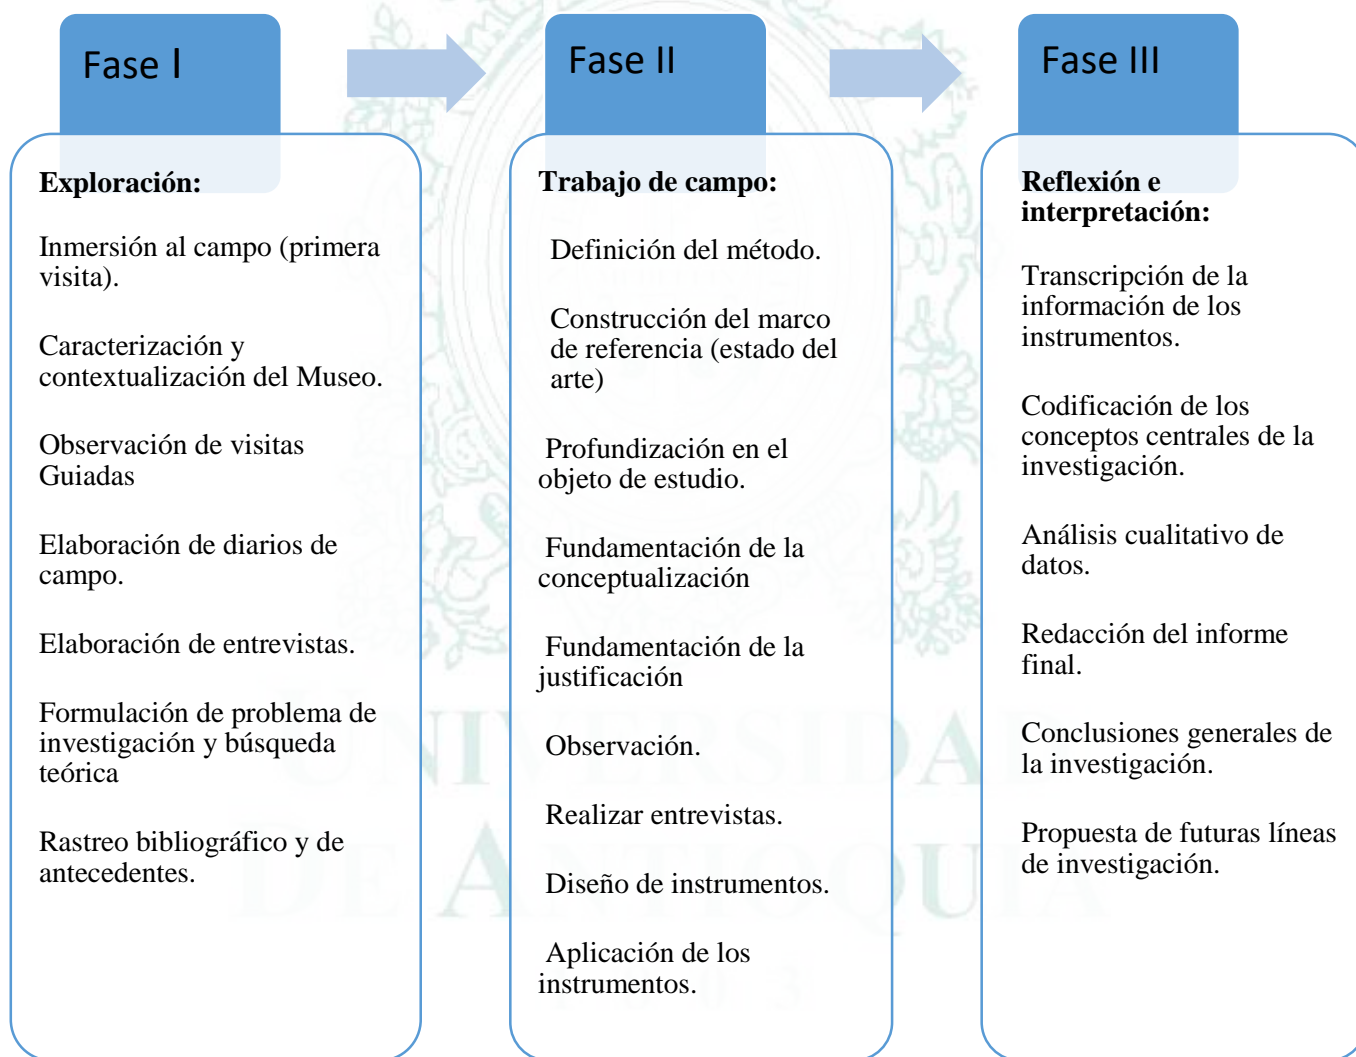 Fase I
Exploración:
Inmersión al campo (primera
visita).
Caracterización y
contextualización del Museo.
Observación de visitas
Guiadas
Elaboración de diarios de
campo.
Elaboración de entrevistas.
Formulación de problema de
investigación y búsqueda
teórica
Rastreo bibliográfico y de
antecedentes.
Fase II
Trabajo de campo:
Definición del método.
Construcción del marco
de referencia (estado del
arte)
Profundización en el
objeto de estudio.
Fundamentación de la
conceptualización
Fundamentación de la
justificación
Observación.
Realizar entrevistas.
Diseño de instrumentos.
Aplicación de los
instrumentos.
Fase III
Reflexión e
interpretación:
Transcripción de la
información de los
instrumentos.
Codificación de los
conceptos centrales de la
investigación.
Análisis cualitativo de
datos.
Redacción del informe
final.
Conclusiones generales de
la investigación.
Propuesta de futuras líneas
de investigación.
UNIVERSIDAD
DE ANTIOQUIA